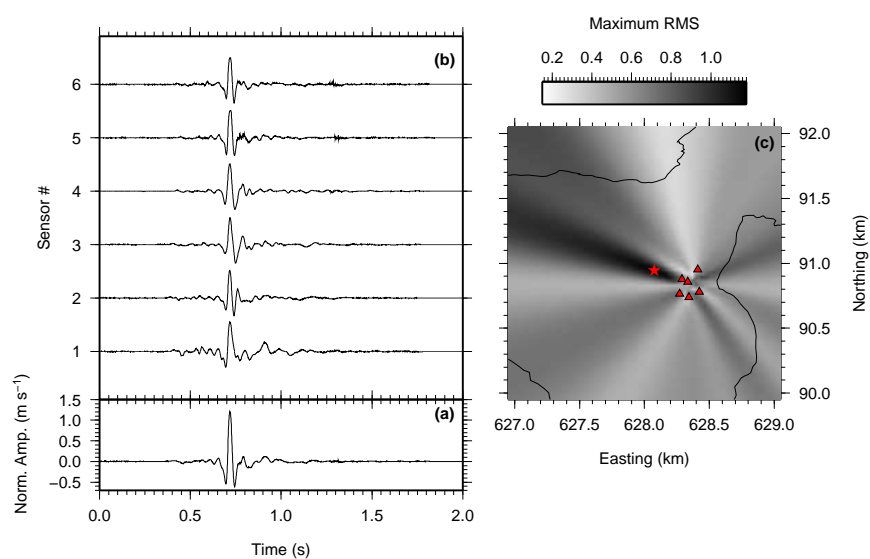 Maximum RMS
0.2 0.4 0.6 0.8 1.0
(b)
6
5
4
3
2
1
Sensor #
(a)
1.5
1.0
0.5
0.0
−0.5
Norm. Amp. (m s−1)
0.0 0.5 1.0 1.5 2.0
Time (s)
(c)
92.0
91.5
91.0
90.5
90.0
Northing (km)
627.0 627.5 628.0 628.5 629.0
Easting (km)